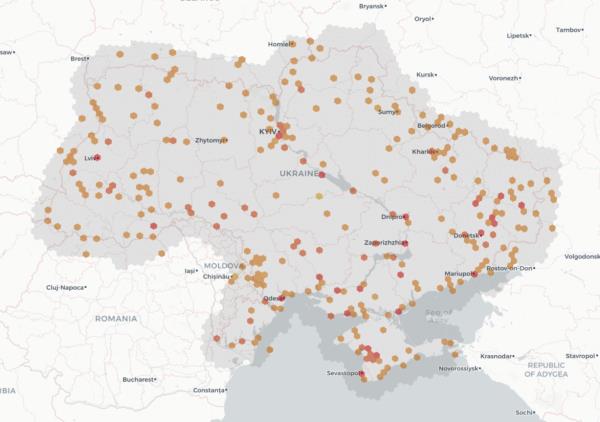 Bryansk
Oryol
Tambov
Lipetsk
Homiel
Brest
Kursk
Voronezh
Sumy
Belgorod
KYIV
Zhytomyr
Kharkiv
Lviv
UKRAINE
Dnipro
Donetsk
Zaporizhzhia
Volgodonsk
MOLDOVA
Iași
Chișinău
Mariupol
Rostov-on-Don
Cluj-Napoca
Odesa
ROMANIA
Sea of
Azov
Krasnodar
Stavropol
Sevastopol
Novorossiysk
REPUBLIC
OF ADYGEA
Bucharest
Constanța
Sochi